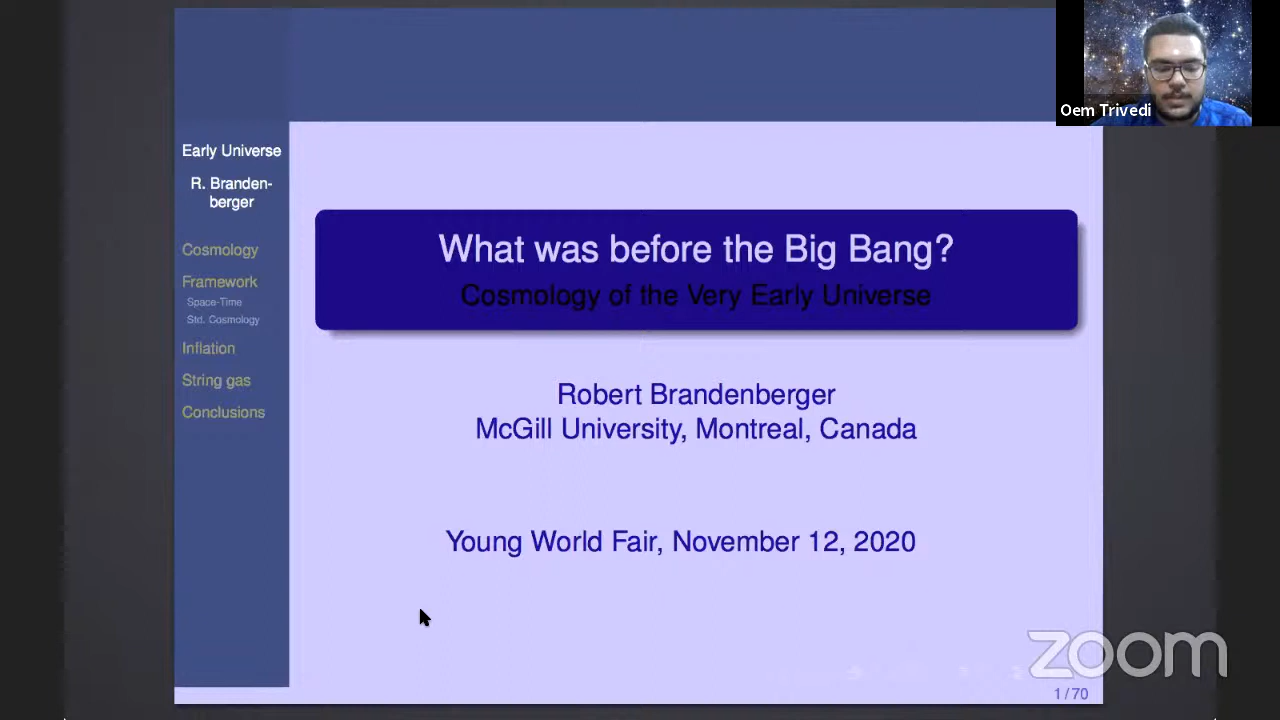 Early Universe
R. Branden-
berger
Cosmology
Framework
Space-Time
Std. Cosmology
Inflation
String gas
Conclusions
What was before the Big Bang?
Cosmology of the Very Early Universe
Robert Brandenberger
McGill University, Montreal, Canada
Young World Fair, November 12, 2020
1 / 70
Oem Trivedi
zoom